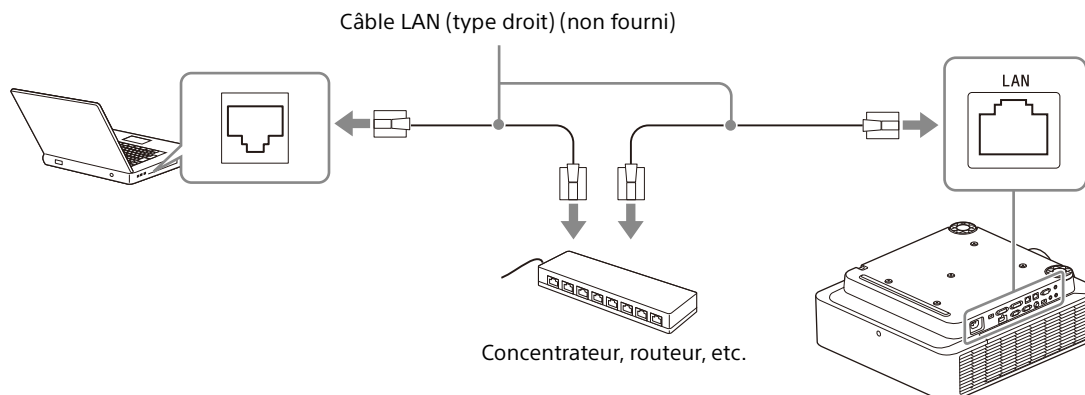 Câble LAN (type droit) (non fourni)
LAN
Concentrateur, routeur, etc.